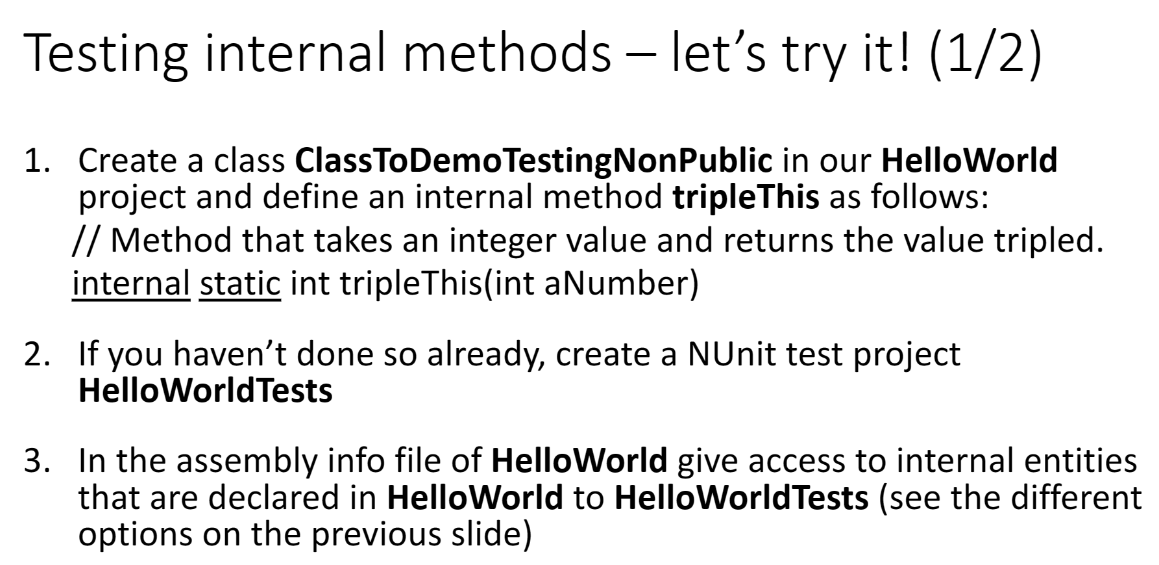 Testing internal methods – let's try it! (1/2)
1. Create a class ClassToDemoTestingNonPublic in our HelloWorld
project and define an internal method tripleThis as follows:
// Method that takes an integer value and returns the value tripled.
internal static int tripleThis(int aNumber)
2. If you haven't done so already, create a NUnit test project
HelloWorldTests
3. In the assembly info file of HelloWorld give access to internal entities
that are declared in HelloWorld to HelloWorldTests (see the different
options on the previous slide)